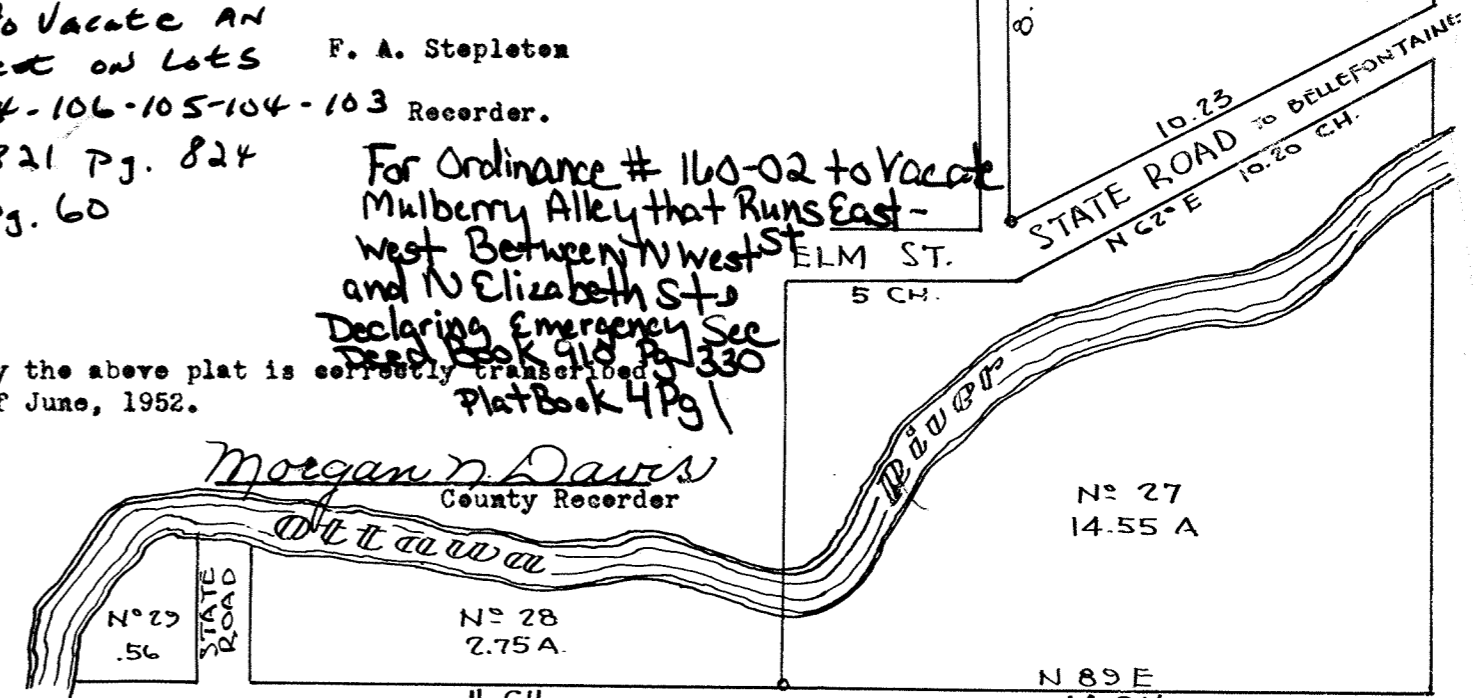 o Vacate AN
on Lots
4-106-105-104-103
821 Pg. 824
g. 60
F. A. Stepleton
Recorder.
For Ordinance # 160-02 to Vacate
Mulberry Alley that Runs East-
West Between N West St
and N Elizabeth St
Declaring Emergency See
Deed Book 910 Pg 330
Plat Book 4 Pg 1
y the above plat is correctly transcribed
f June, 1952.
Morgan N. Davis
County Recorder
8.
10.23
STATE ROAD TO BELLEFONTAINE
N 62° E 10.20 CH.
ELM ST.
5 CH.
Ottawa River
No 27
14.55 A
No 29
.56
STATE ROAD
No 28
2.75 A.
N 89 E